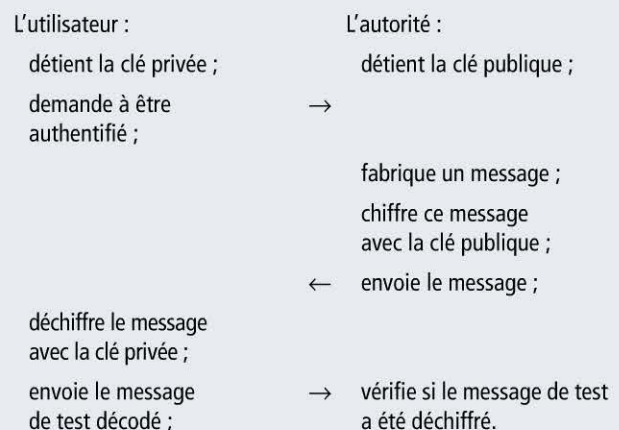 L'utilisateur : L'autorité :
détient la clé privée ; détient la clé publique ;
demande à être →
authentifié ;
fabrique un message ;
chiffre ce message
avec la clé publique ;
← envoie le message ;
déchiffre le message
avec la clé privée ;
envoie le message → vérifie si le message de test
de test décodé ; a été déchiffré.